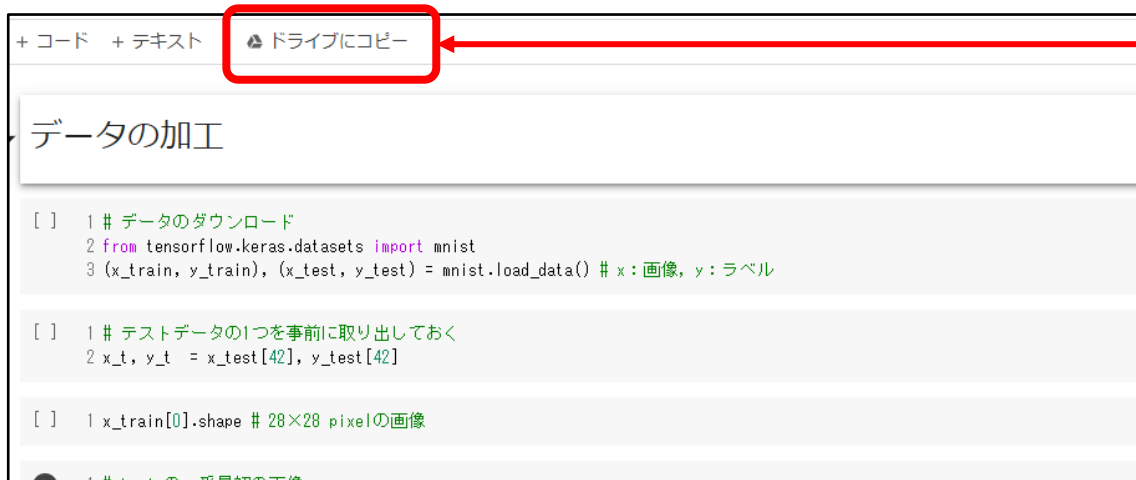 + コード + テキスト ドライブにコピー
データの加工
[ ] 1 # データのダウンロード
2 from tensorflow.keras.datasets import mnist
3 (x_train, y_train), (x_test, y_test) = mnist.load_data() # x:画像, y:ラベル
[ ] 1 # テストデータの1つを事前に取り出しておく
2 x_t, y_t = x_test[42], y_test[42]
[ ] 1 x_train[0].shape # 28×28 pixelの画像